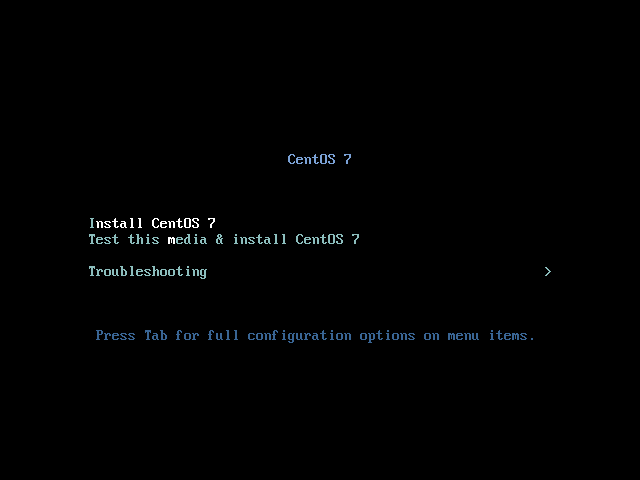 CentOS 7
Install CentOS 7
Test this media & install CentOS 7
Troubleshooting >
Press Tab for full configuration options on menu items.